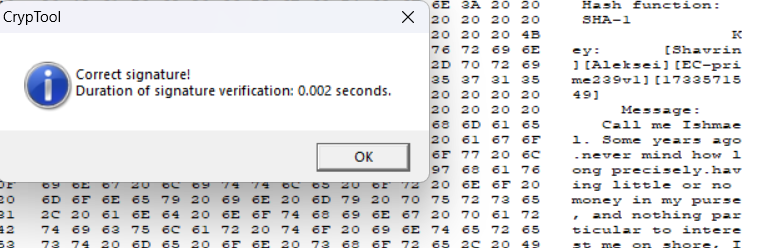 CrypTool
Correct signature!
Duration of signature verification: 0.002 seconds.
OK
6E 3A 20 20 Hash function:
20 20 20 20 SHA-1
20 20 20 4B K
76 72 69 6E ey: [Shavrin
2D 70 72 69 ][Aleksei][EC-pri
35 37 31 35 me239v1][17335715
20 20 20 20 49]
20 20 20 20 Message:
68 6D 61 65 Call me Ishmae
20 61 67 6F l. Some years ago
6F 77 20 6C .never mind how l
97 68 61 76 ong precisely.hav
69 6E 67 20 6C 69 74 74 6C 65 20 6F 72 20 6E 6F 20 ing little or no
20 6D 6F 6E 65 79 20 69 6E 20 6D 79 20 70 75 72 73 65 money in my purse
31 2C 20 61 6E 64 20 6E 6F 74 68 69 6E 67 20 70 61 72 , and nothing par
42 74 69 63 75 6C 61 72 20 74 6F 20 69 6E 74 65 72 65 ticular to intere
53 73 74 20 6D 65 20 6F 6E 20 73 68 6F 72 65 2C 20 49 st me on shore, I